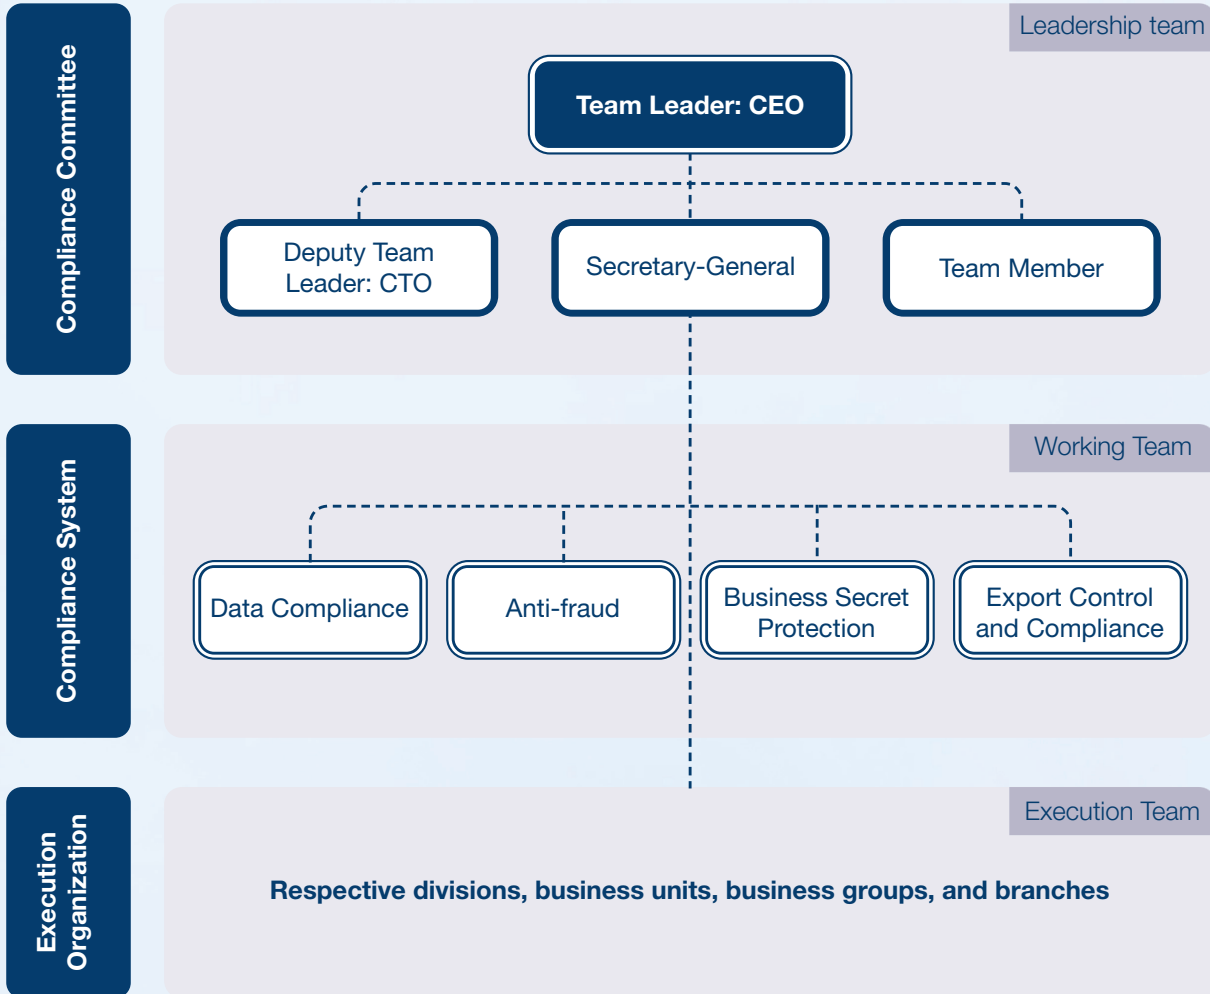 Compliance Committee
Leadership team
Team Leader: CEO
Deputy Team
Leader: CTO
Secretary-General
Team Member
Compliance System
Working Team
Data Compliance
Anti-fraud
Business Secret
Protection
Export Control
and Compliance
Execution
Organization
Execution Team
Respective divisions, business units, business groups, and branches